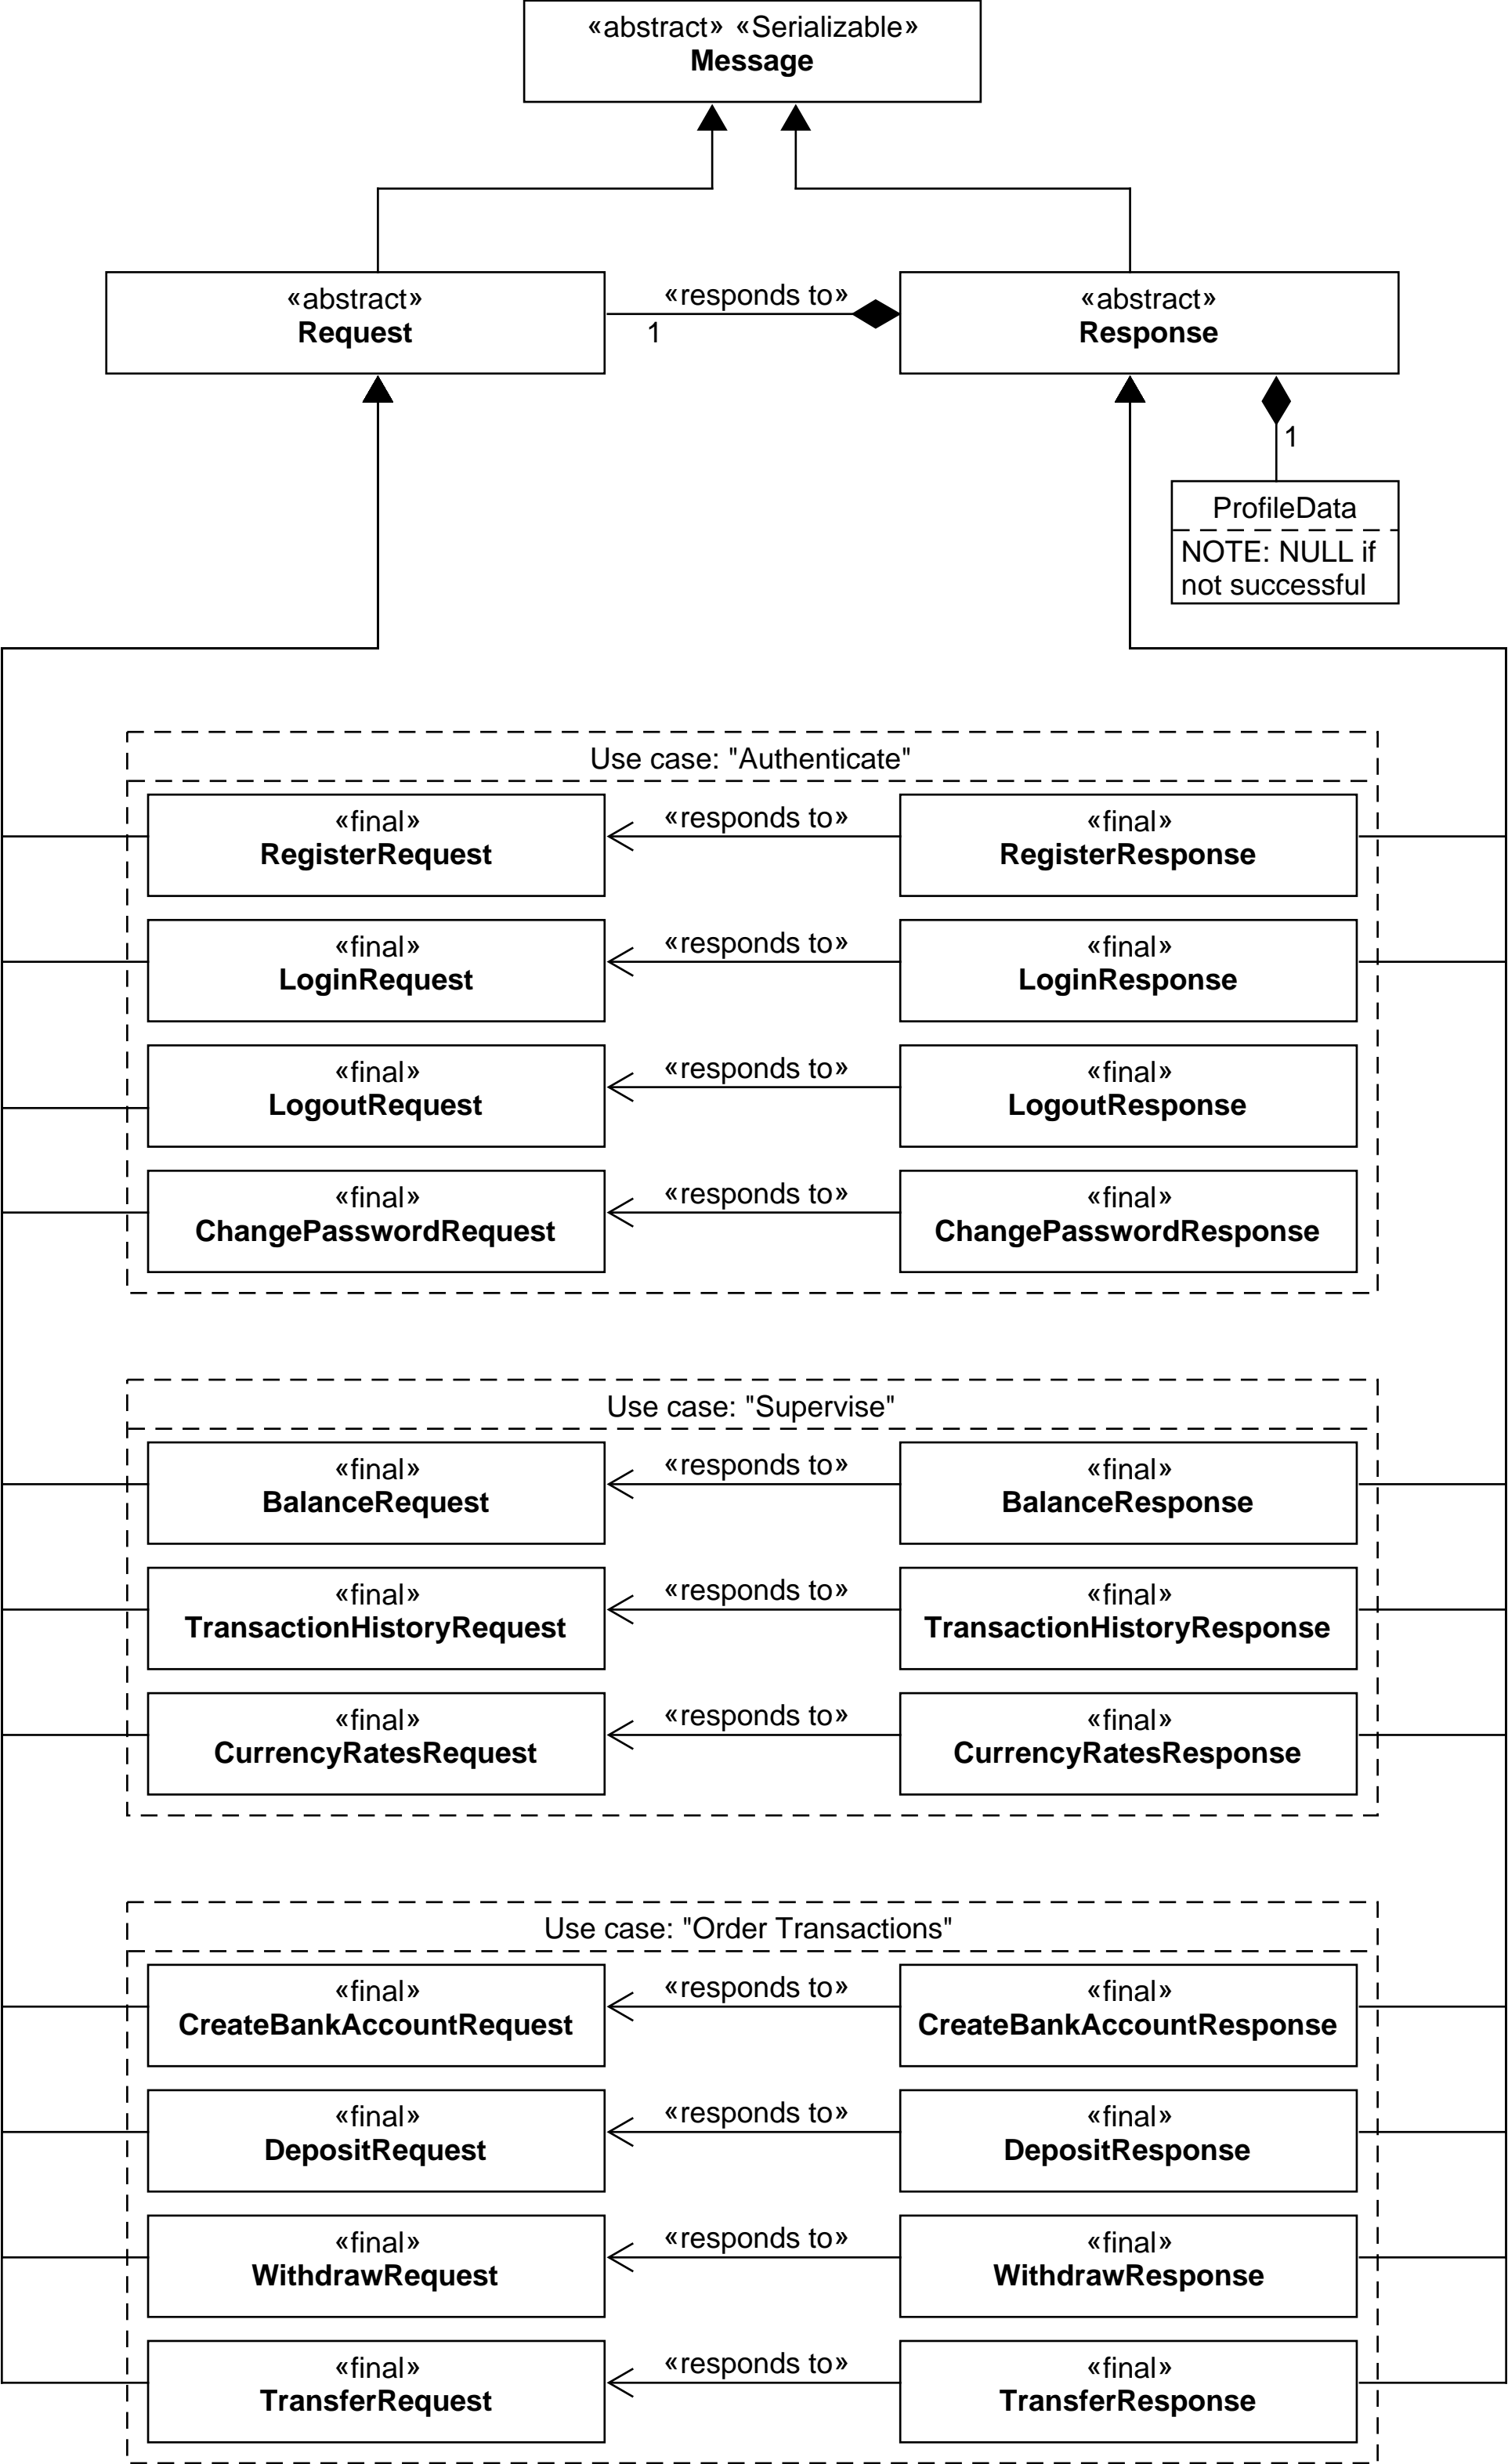 «abstract» «Serializable»
Message
«abstract»
Request
«responds to»
1
«abstract»
Response
1
ProfileData
NOTE: NULL if
not successful
Use case: "Authenticate"
«final»
RegisterRequest
«responds to»
«final»
RegisterResponse
«final»
LoginRequest
«responds to»
«final»
LoginResponse
«final»
LogoutRequest
«responds to»
«final»
LogoutResponse
«final»
ChangePasswordRequest
«responds to»
«final»
ChangePasswordResponse
Use case: "Supervise"
«final»
BalanceRequest
«responds to»
«final»
BalanceResponse
«final»
TransactionHistoryRequest
«responds to»
«final»
TransactionHistoryResponse
«final»
CurrencyRatesRequest
«responds to»
«final»
CurrencyRatesResponse
Use case: "Order Transactions"
«final»
CreateBankAccountRequest
«responds to»
«final»
CreateBankAccountResponse
«final»
DepositRequest
«responds to»
«final»
DepositResponse
«final»
WithdrawRequest
«responds to»
«final»
WithdrawResponse
«final»
TransferRequest
«responds to»
«final»
TransferResponse